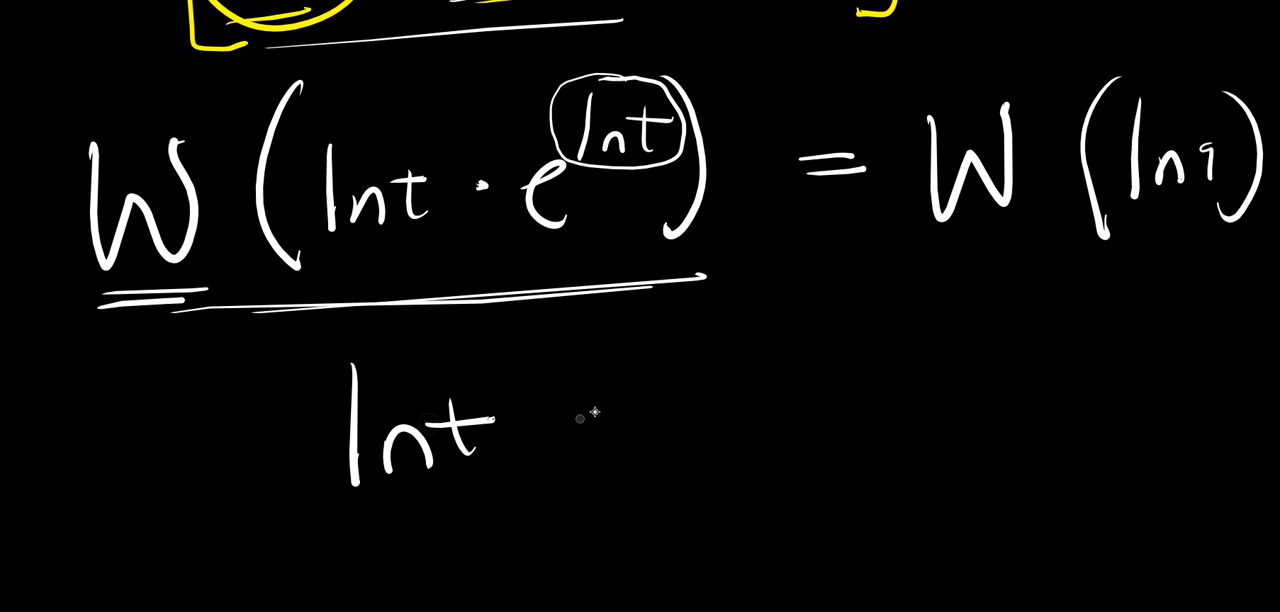 W (ln t · e^{ln t}) = W (ln 9)
ln t